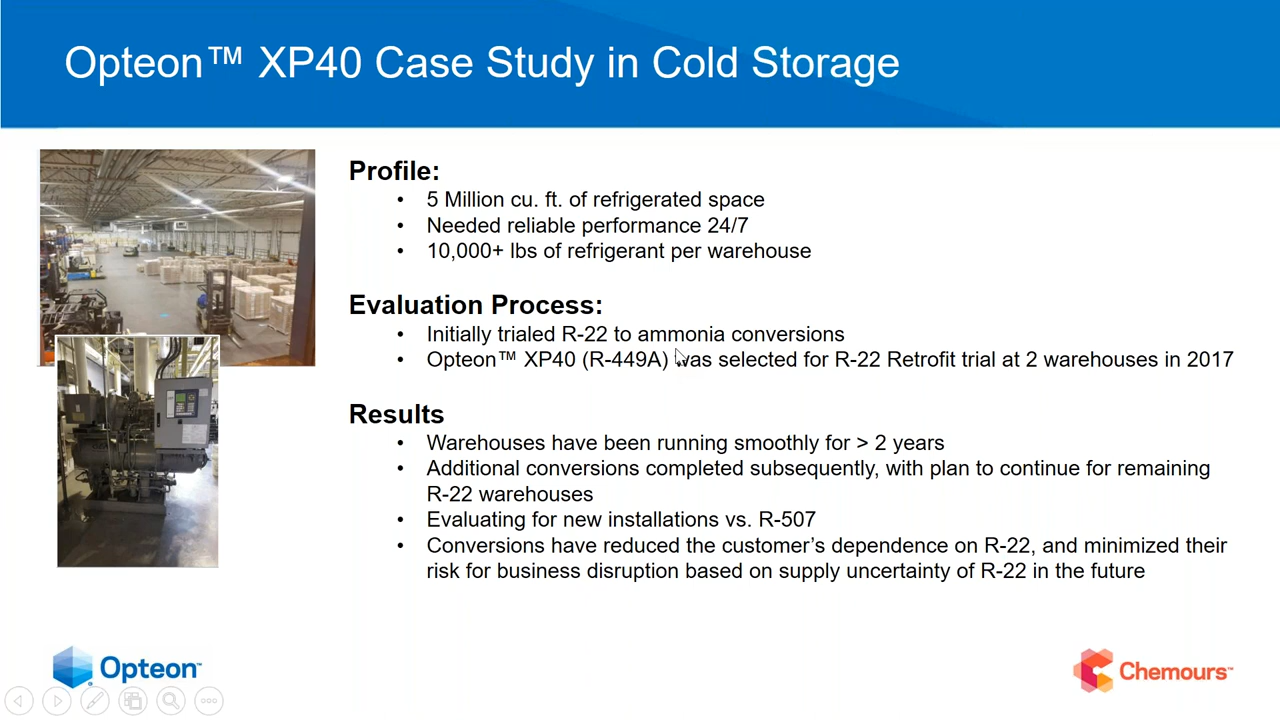 Opteon™ XP40 Case Study in Cold Storage
Profile:
• 5 Million cu. ft. of refrigerated space
• Needed reliable performance 24/7
• 10,000+ lbs of refrigerant per warehouse
Evaluation Process:
• Initially trialed R-22 to ammonia conversions
• Opteon™ XP40 (R-449A) was selected for R-22 Retrofit trial at 2 warehouses in 2017
Results
• Warehouses have been running smoothly for > 2 years
• Additional conversions completed subsequently, with plan to continue for remaining
R-22 warehouses
• Evaluating for new installations vs. R-507
• Conversions have reduced the customer’s dependence on R-22, and minimized their
risk for business disruption based on supply uncertainty of R-22 in the future
Opteon™
Chemours™